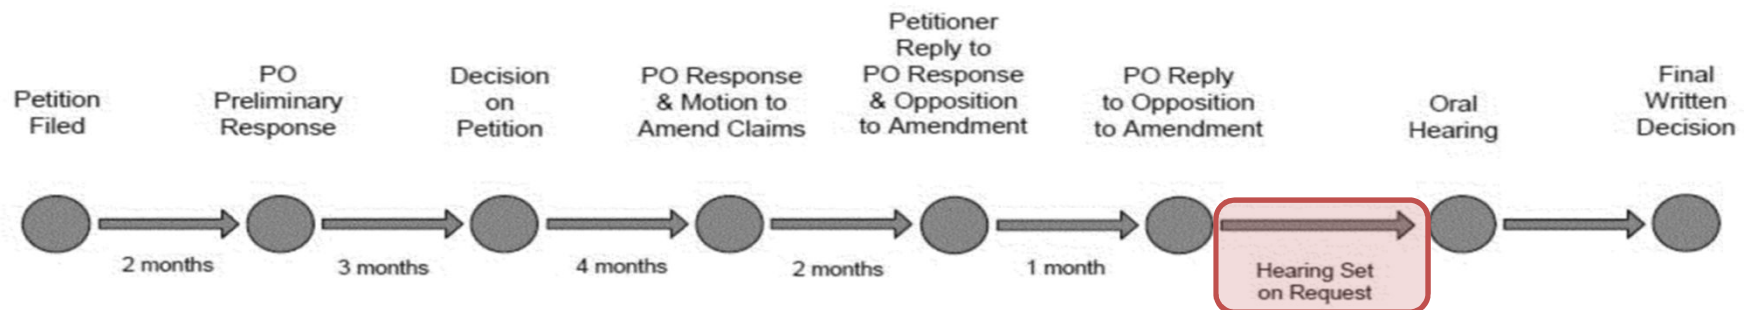 Petition
Filed
PO
Preliminary
Response
Decision
on
Petition
PO Response
& Motion to
Amend Claims
Petitioner
Reply to
PO Response
& Opposition
to Amendment
PO Reply
to Opposition
to Amendment
Oral
Hearing
Final
Written
Decision
2 months
3 months
4 months
2 months
1 month
Hearing Set
on Request